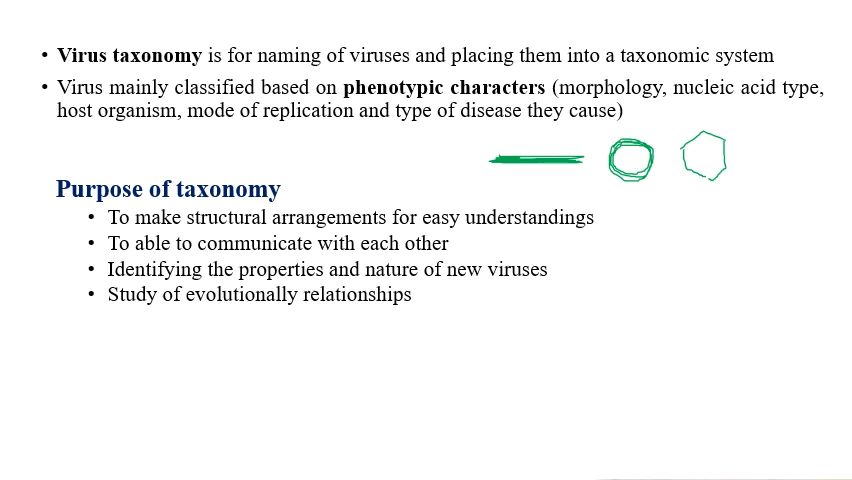 • Virus taxonomy is for naming of viruses and placing them into a taxonomic system
• Virus mainly classified based on phenotypic characters (morphology, nucleic acid type,
host organism, mode of replication and type of disease they cause)
Purpose of taxonomy
• To make structural arrangements for easy understandings
• To able to communicate with each other
• Identifying the properties and nature of new viruses
• Study of evolutionally relationships